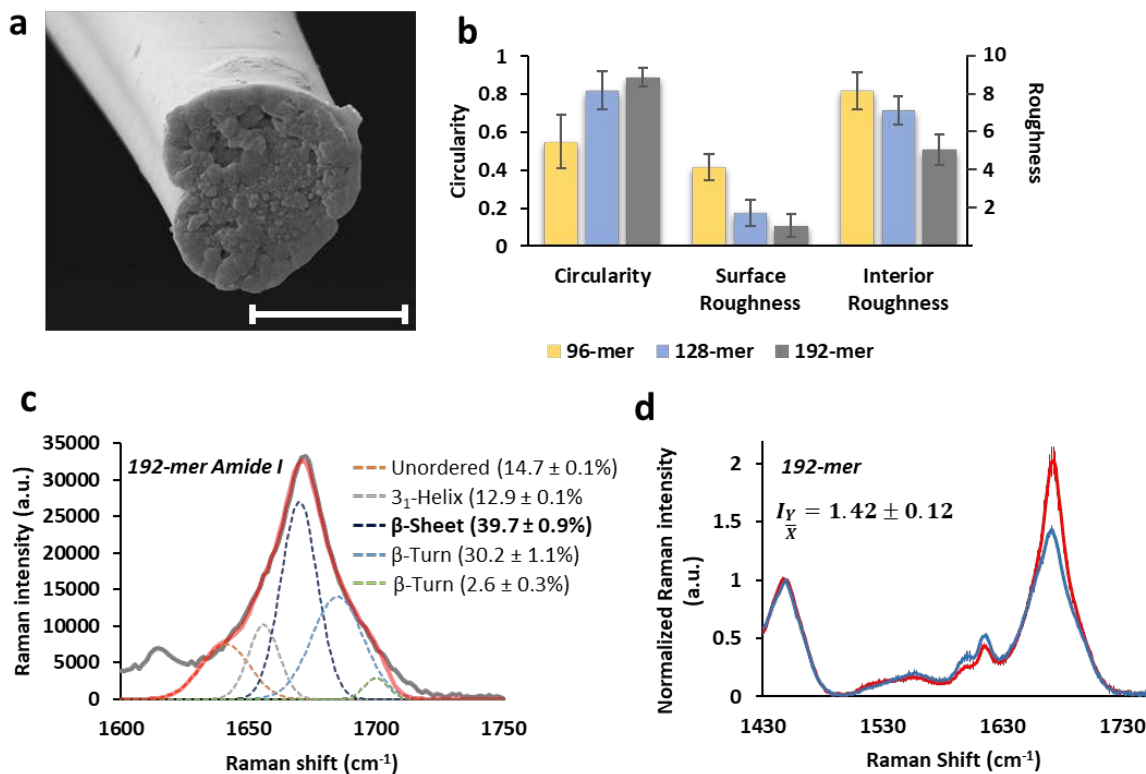 a
b
1
0.8
0.6
0.4
0.2
0
Circularity
10
8
6
4
2
Roughness
Circularity
Surface
Roughness
Interior
Roughness
96-mer
128-mer
192-mer
c
35000
30000
25000
20000
15000
10000
5000
0
Raman intensity (a.u.)
192-mer Amide I
Unordered (14.7 ± 0.1%)
3₁-Helix (12.9 ± 0.1%
β-Sheet (39.7 ± 0.9%)
β-Turn (30.2 ± 1.1%)
β-Turn (2.6 ± 0.3%)
1600
1650
1700
1750
Raman shift (cm⁻¹)
d
Normalized Raman intensity
(a.u.)
2
1.5
1
0.5
0
192-mer
I Y/X = 1.42 ± 0.12
1430
1530
1630
1730
Raman Shift (cm⁻¹)